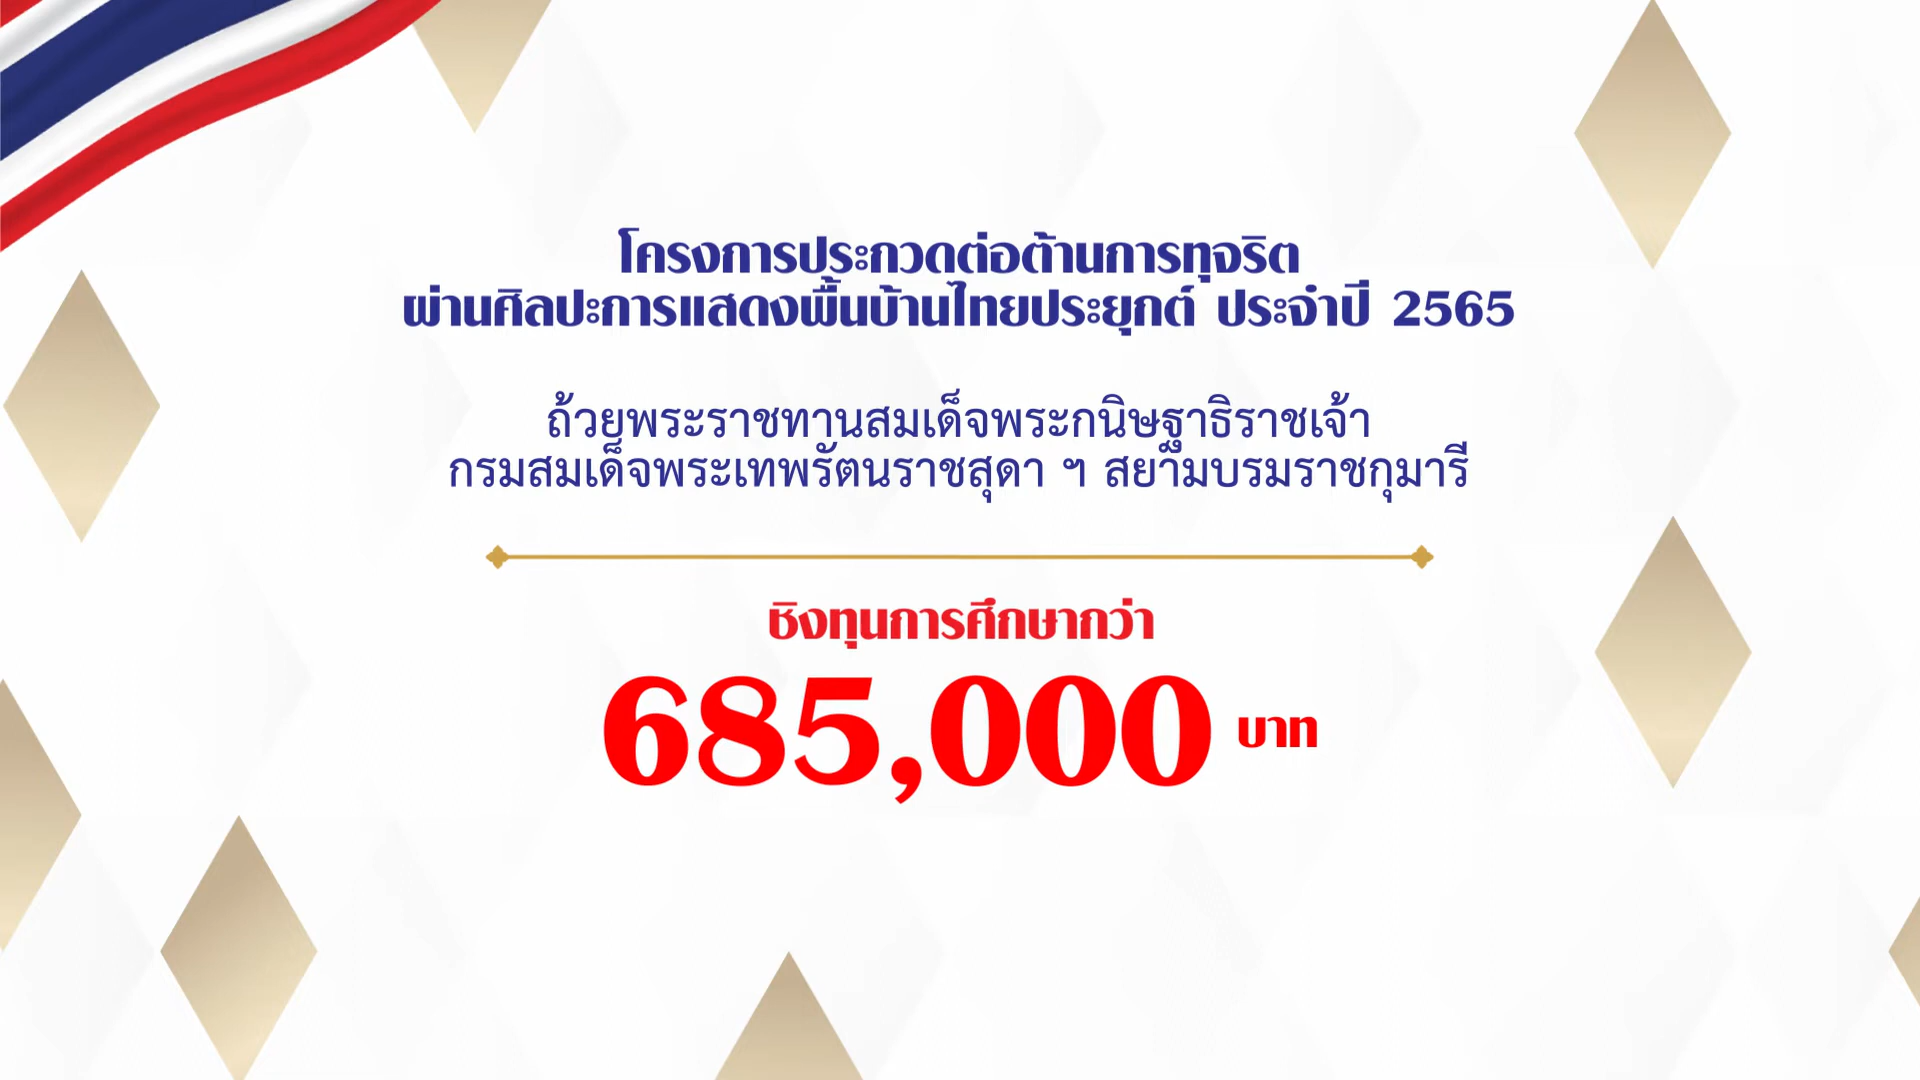 โครงการประกวดต่อต้านการทุจริต
ผ่านศิลปะการแสดงพื้นบ้านไทยประยุกต์ ประจำปี 2565
ถ้วยพระราชทานสมเด็จพระกนิษฐาธิราชเจ้า
กรมสมเด็จพระเทพรัตนราชสุดา ฯ สยามบรมราชกุมารี
ชิงทุนการศึกษากว่า
685,000 บาท